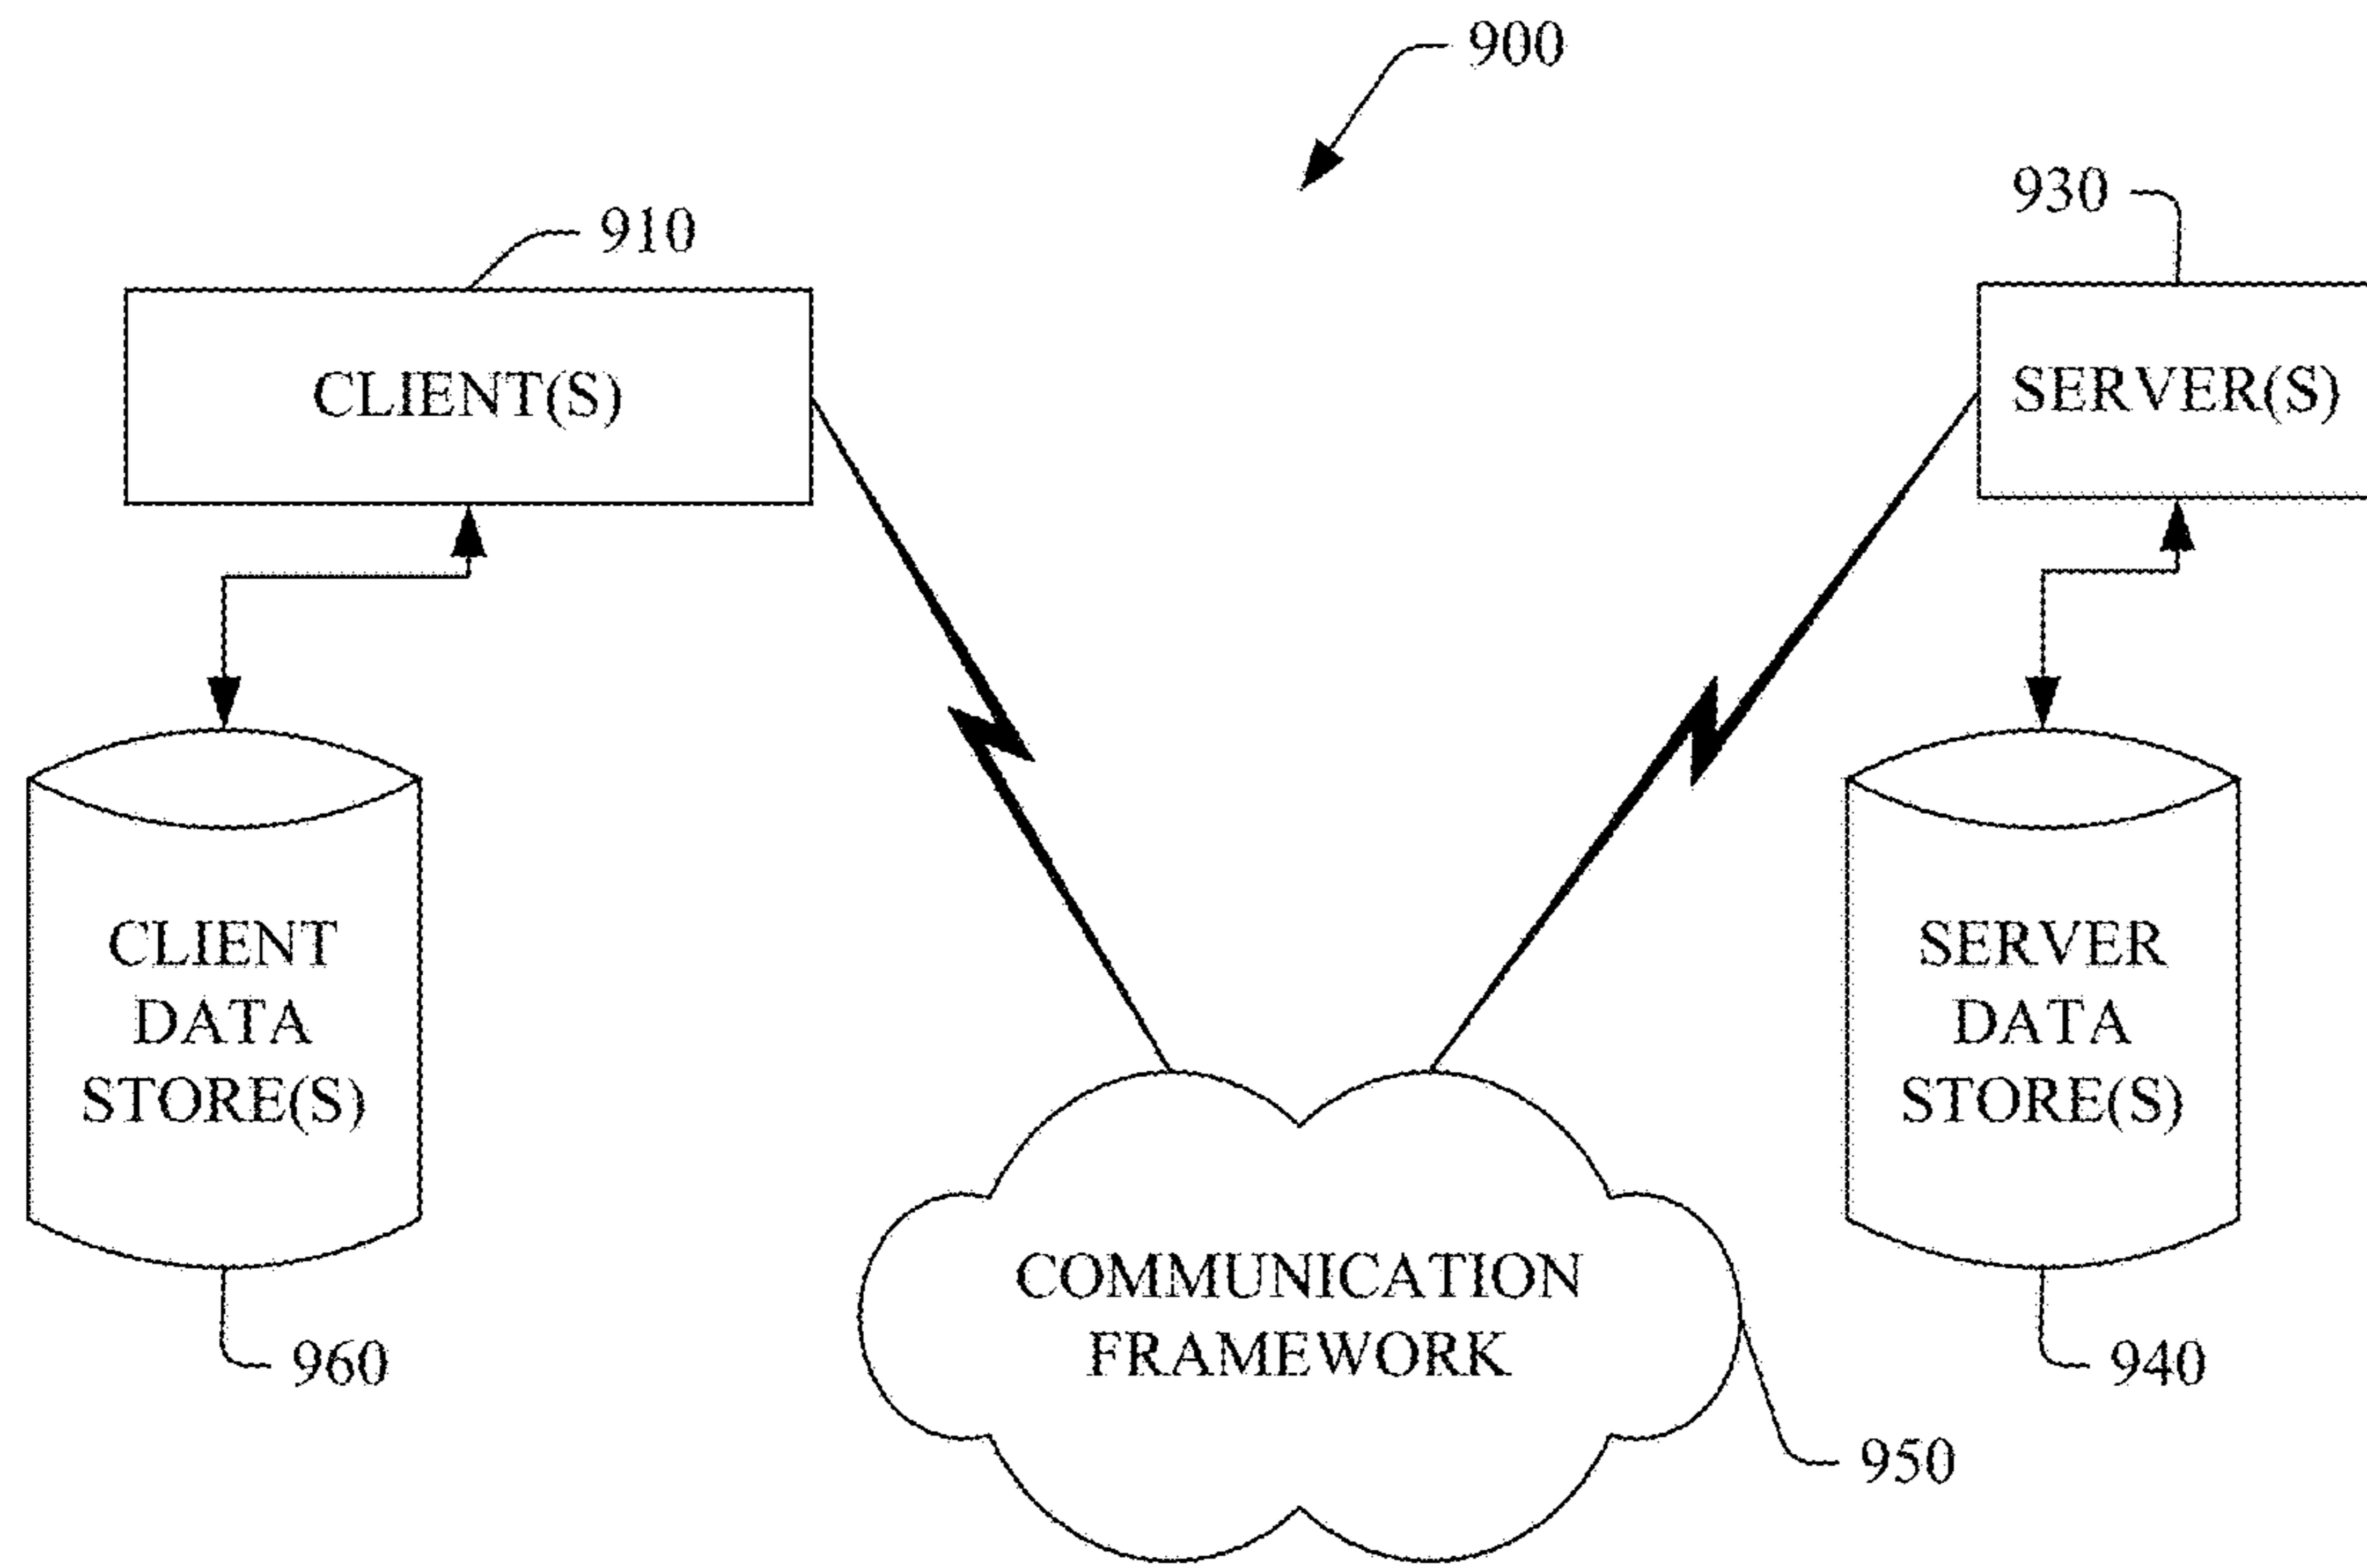 900
910
930
CLIENT(S)
SERVER(S)
CLIENT
DATA
STORE(S)
SERVER
DATA
STORE(S)
COMMUNICATION
FRAMEWORK
960
940
950